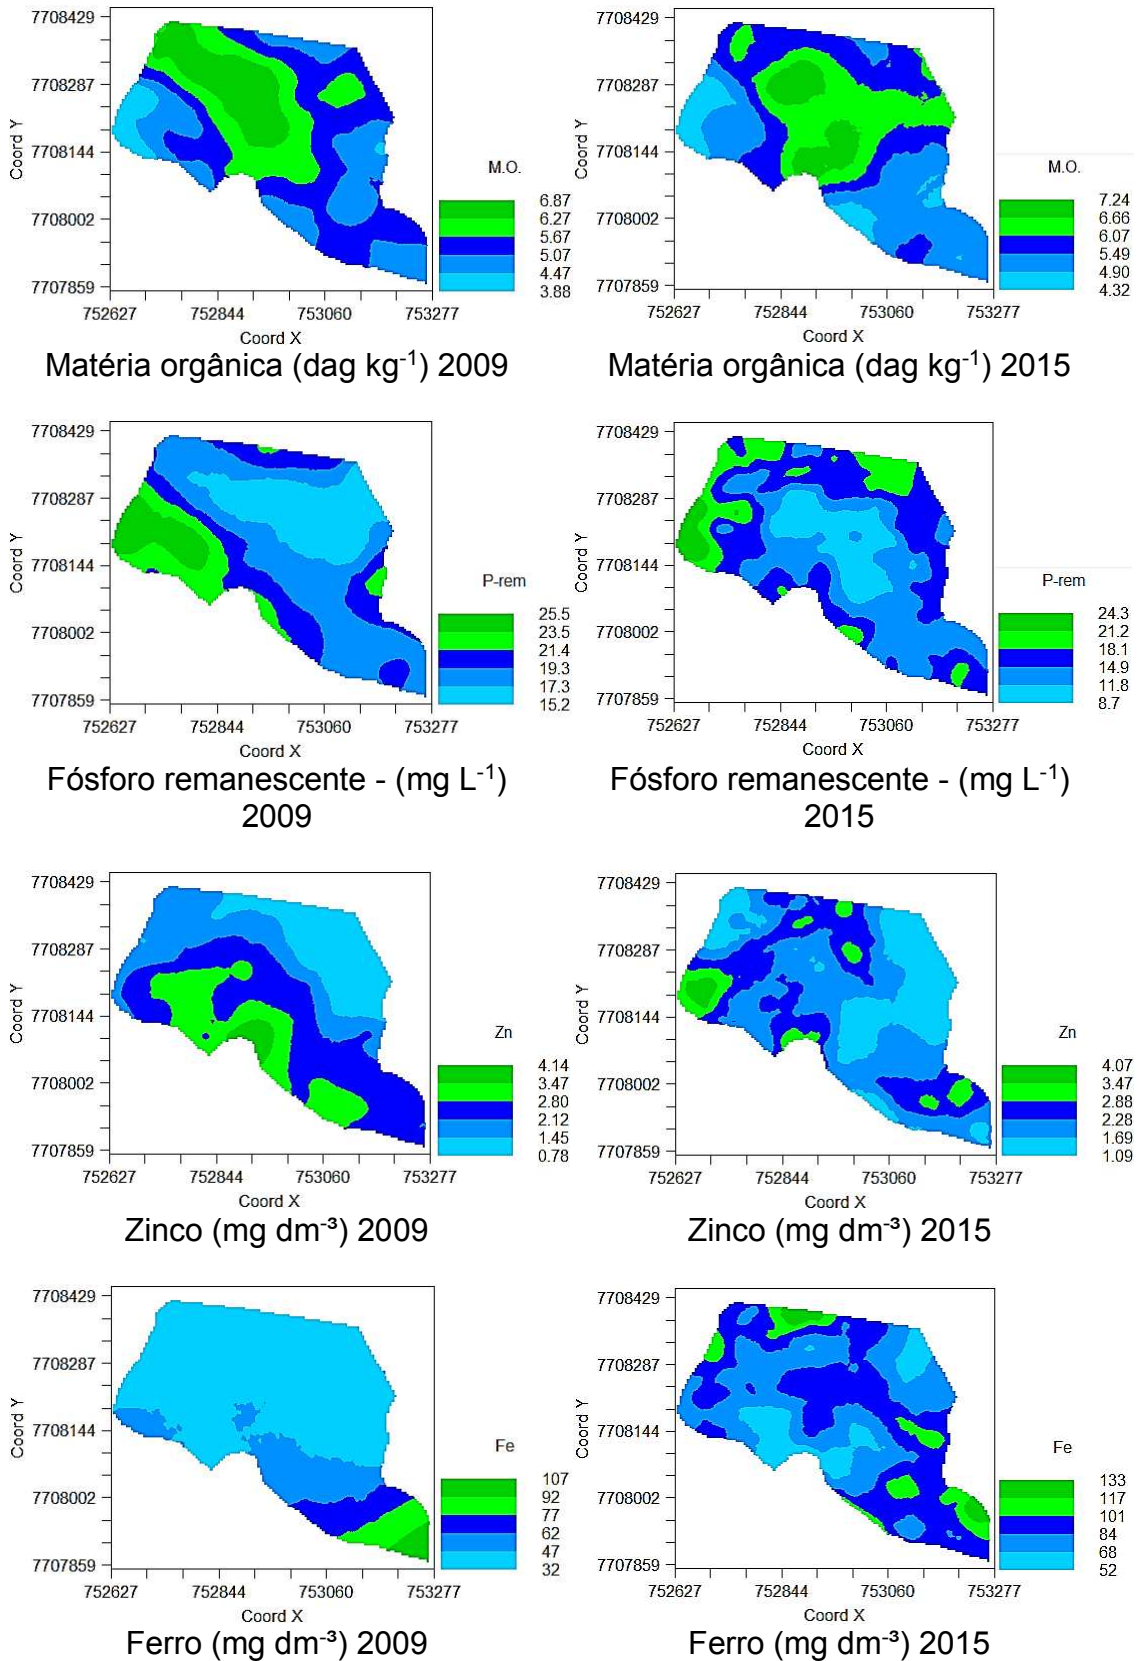 7708429
7708287
7708144
7708002
7707859
Coord Y
752627 752844 753060 753277
Coord X
M.O.
6.87
6.27
5.67
5.07
4.47
3.88
Matéria orgânica (dag kg⁻¹) 2009
7708429
7708287
7708144
7708002
7707859
Coord Y
752627 752844 753060 753277
Coord X
M.O.
7.24
6.66
6.07
5.49
4.90
4.32
Matéria orgânica (dag kg⁻¹) 2015
7708429
7708287
7708144
7708002
7707859
Coord Y
752627 752844 753060 753277
Coord X
P-rem
25.5
23.5
21.4
19.3
17.3
15.2
Fósforo remanescente - (mg L⁻¹)
2009
7708429
7708287
7708144
7708002
7707859
Coord Y
752627 752844 753060 753277
Coord X
P-rem
24.3
21.2
18.1
14.9
11.8
8.7
Fósforo remanescente - (mg L⁻¹)
2015
7708429
7708287
7708144
7708002
7707859
Coord Y
752627 752844 753060 753277
Coord X
Zn
4.14
3.47
2.80
2.12
1.45
0.78
Zinco (mg dm⁻³) 2009
7708429
7708287
7708144
7708002
7707859
Coord Y
752627 752844 753060 753277
Coord X
Zn
4.07
3.47
2.88
2.28
1.69
1.09
Zinco (mg dm⁻³) 2015
7708429
7708287
7708144
7708002
7707859
Coord Y
752627 752844 753060 753277
Coord X
Fe
107
92
77
62
47
32
Ferro (mg dm⁻³) 2009
7708429
7708287
7708144
7708002
7707859
Coord Y
752627 752844 753060 753277
Coord X
Fe
133
117
101
84
68
52
Ferro (mg dm⁻³) 2015